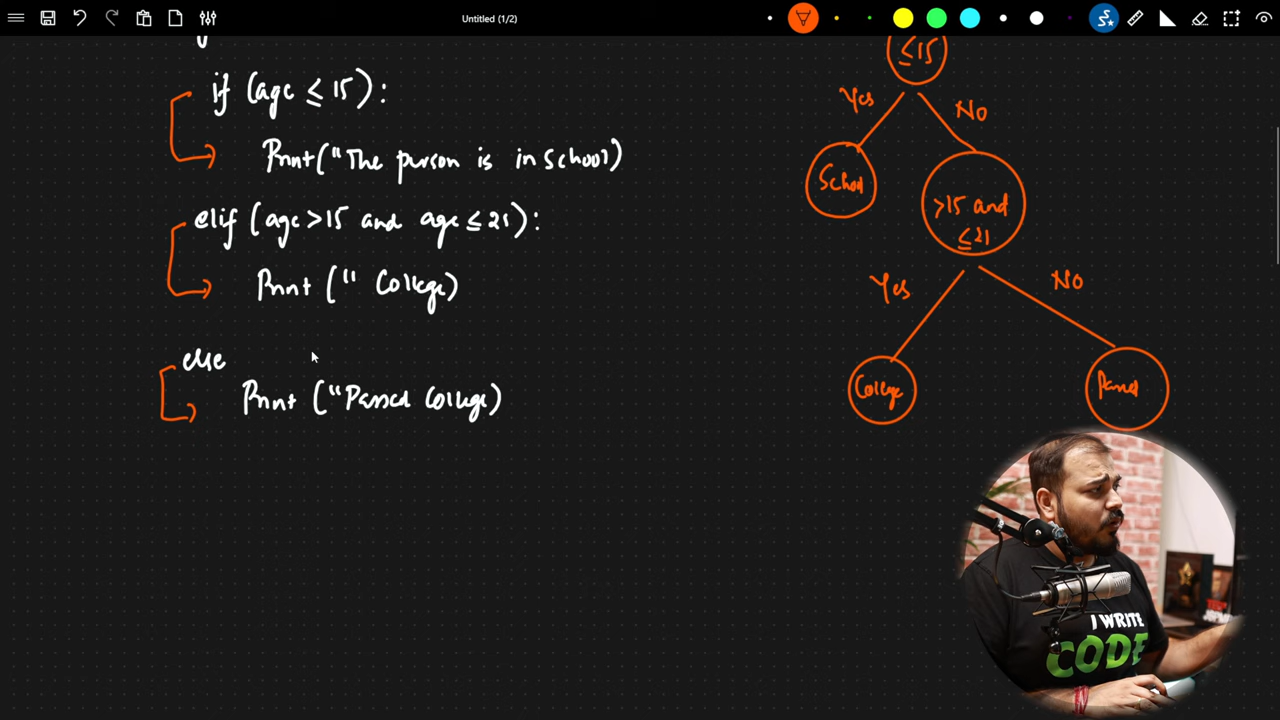 Untitled (1/2)
if (age ≤ 15):
Print("The person is in School)
elif (age>15 and age ≤ 21):
Print (" College)
else
Print ("Passed College)
≤15
Yes
No
School
>15 and
≤21
Yes
No
College
Passed
I WRITE
CODE